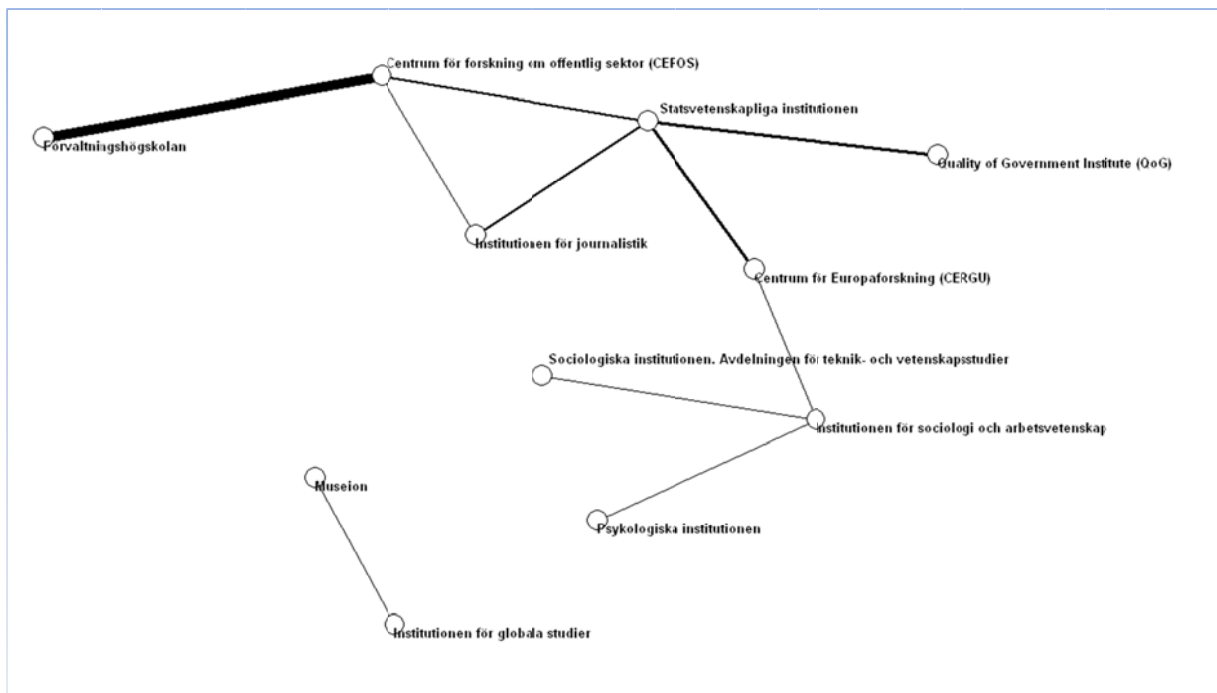 Centrum för forskning om offentlig sektor (CEFOS)
Statsvetenskapliga institutionen
Förvaltningshögskolan
Quality of Government Institute (QoG)
Institutionen för journalistik
Centrum för Europaforskning (CERGU)
Sociologiska institutionen. Avdelningen för teknik- och vetenskapsstudier
Institutionen för sociologi och arbetsvetenskap
Museion
Psykologiska institutionen
Institutionen för globala studier